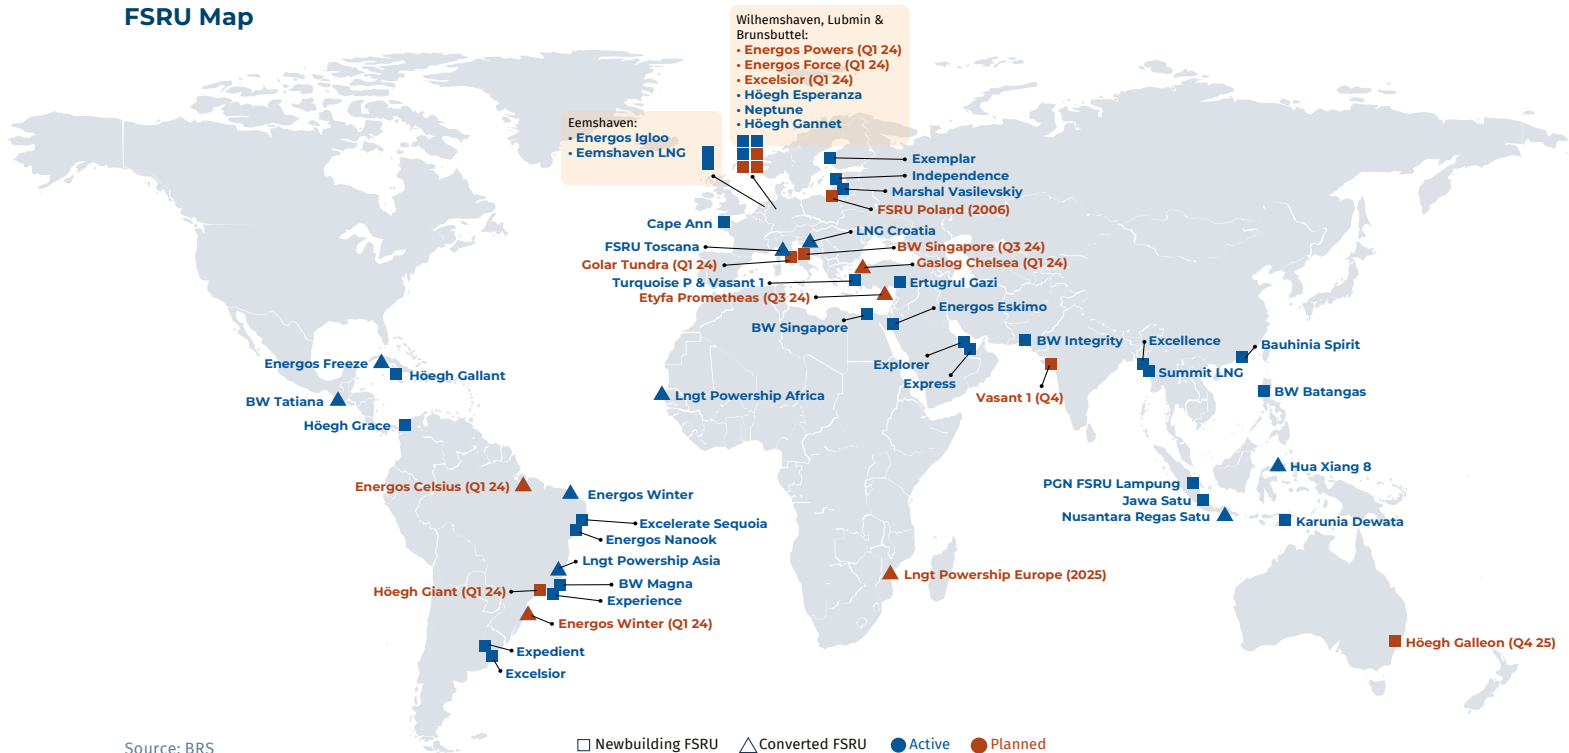 FSRU Map
Wilhemshaven, Lubmin &
Brunsbuttel:
• Energos Powers (Q1 24)
• Energos Force (Q1 24)
• Excelsior (Q1 24)
• Höegh Esperanza
• Neptune
• Höegh Gannet
Eemshaven:
• Energos Igloo
• Eemshaven LNG
Exemplar
Independence
Marshal Vasilevskiy
FSRU Poland (2006)
Cape Ann
LNG Croatia
FSRU Toscana
BW Singapore (Q3 24)
Golar Tundra (Q1 24)
Gaslog Chelsea (Q1 24)
Turquoise P & Vasant 1
Ertugrul Gazi
Etyfa Prometheas (Q3 24)
Energos Eskimo
BW Singapore
BW Integrity
Excellence
Bauhinia Spirit
Explorer
Summit LNG
Express
Vasant 1 (Q4)
BW Batangas
Energos Freeze
Höegh Gallant
BW Tatiana
Lngt Powership Africa
Höegh Grace
Hua Xiang 8
PGN FSRU Lampung
Energos Celsius (Q1 24)
Energos Winter
Jawa Satu
Nusantara Regas Satu
Karunia Dewata
Excelerate Sequoia
Energos Nanook
Lngt Powership Asia
Lngt Powership Europe (2025)
BW Magna
Höegh Giant (Q1 24)
Experience
Energos Winter (Q1 24)
Höegh Galleon (Q4 25)
Expedient
Excelsior
Source: BRS
Newbuilding FSRU
Converted FSRU
Active
Planned